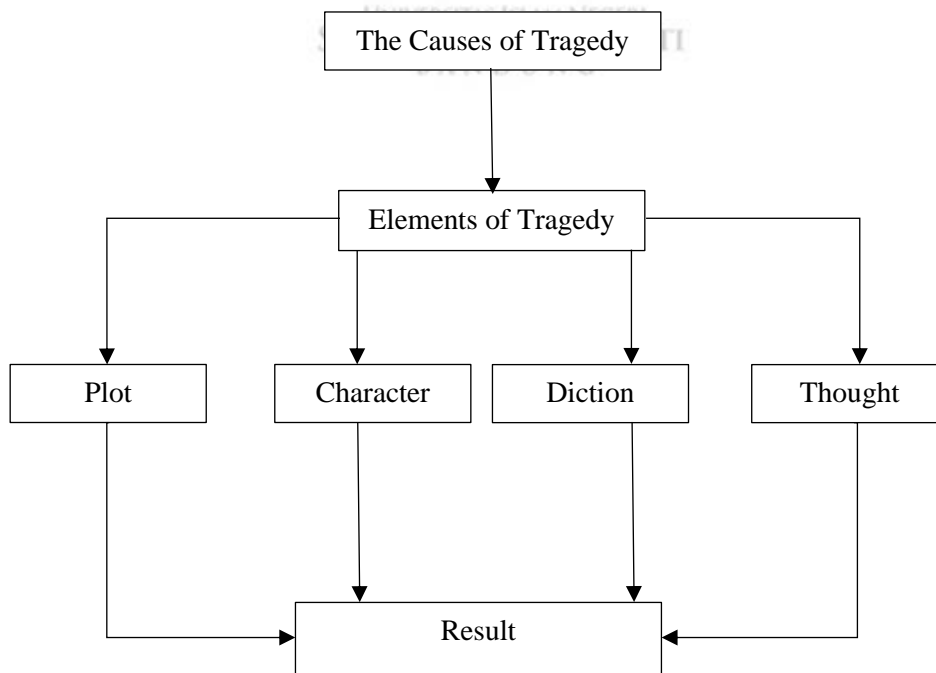 The Causes of Tragedy
Elements of Tragedy
Plot
Character
Diction
Thought
Result